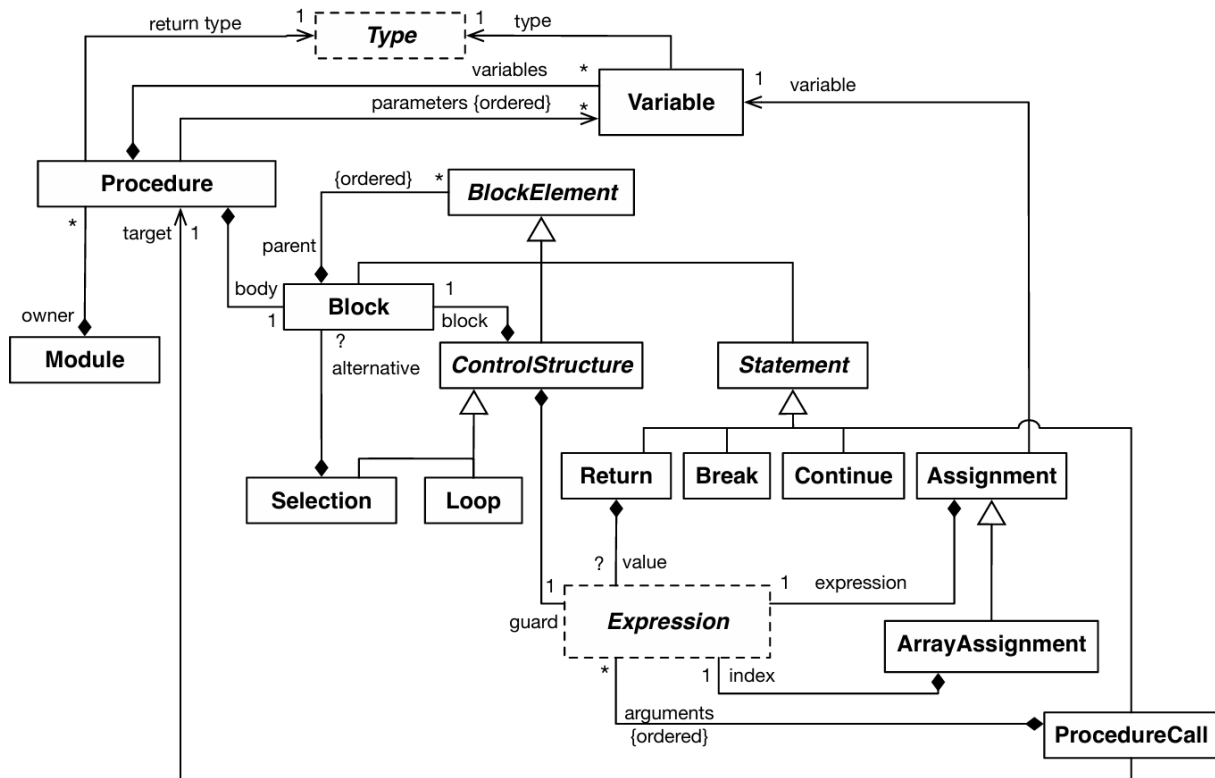 return type
1
Type
1
type
variables
*
Variable
1
variable
parameters {ordered}
*
Procedure
{ordered}
*
BlockElement
*
target
1
parent
body
1
Block
1
block
owner
Module
?
alternative
ControlStructure
Statement
Selection
Loop
Return
Break
Continue
Assignment
?
value
1
guard
Expression
1
expression
ArrayAssignment
*
1
index
arguments
{ordered}
ProcedureCall